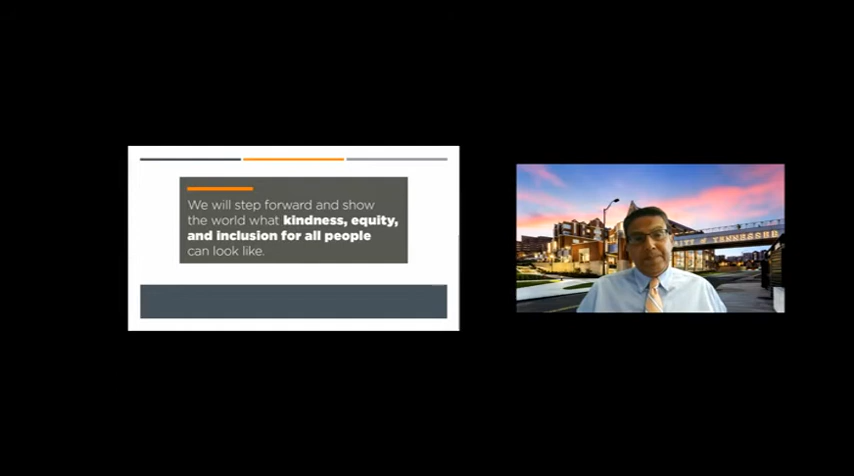 We will step forward and show
the world what kindness, equity,
and inclusion for all people
can look like.
TENNESSEE